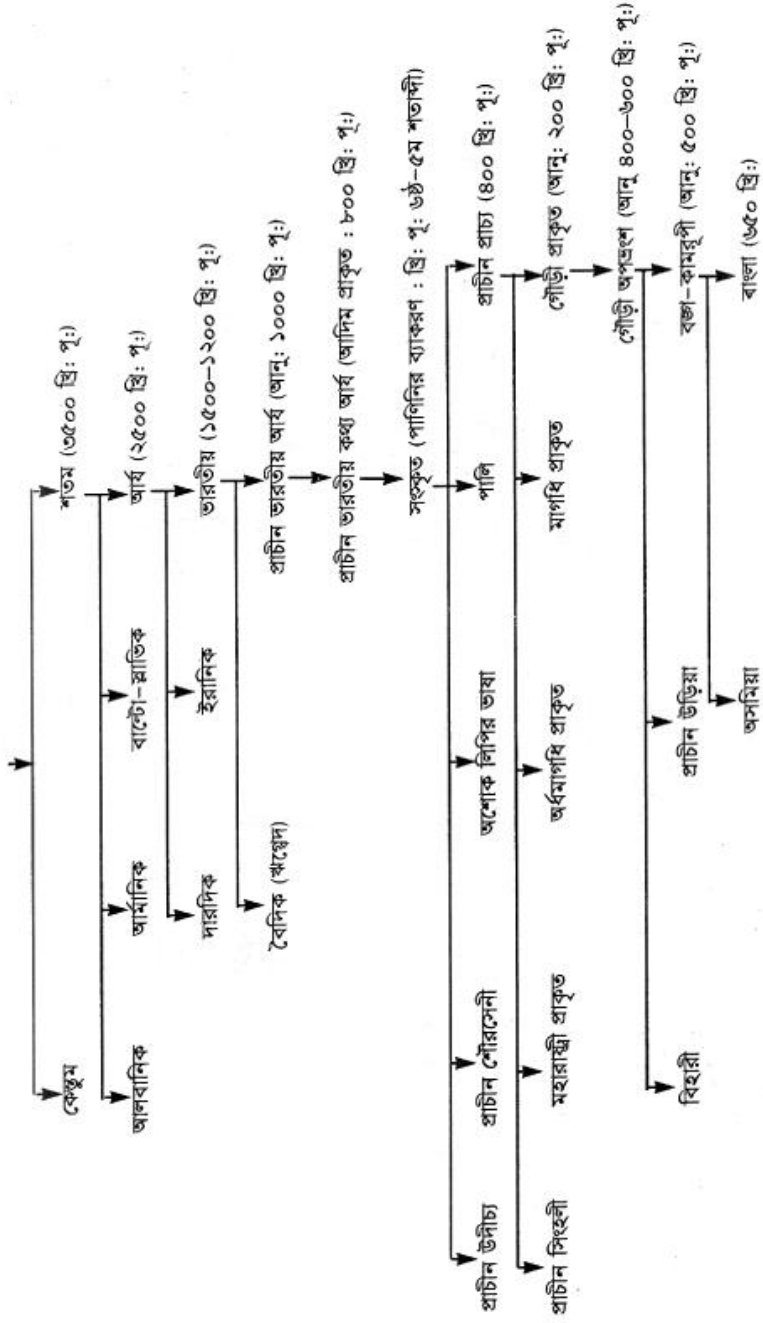 কেন্তুম শতম (৩৫০০ খ্রি: পূ:)
আলবানিক আর্মানিক বাল্টো-স্লাভিক আর্য (২৫০০ খ্রি: পূ:)
দারদিক ইরানিক ভারতীয় (১৫০০-১২০০ খ্রি: পূ:)
বৈদিক (ঋগ্বেদ) প্রাচীন ভারতীয় আর্য (আনু: ১০০০ খ্রি: পূ:)
প্রাচীন ভারতীয় কথ্য আর্য (আদিম প্রাকৃত : ৮০০ খ্রি: পূ:)
সংস্কৃত (পাণিনির ব্যাকরণ : খ্রি: পূ: ৬ষ্ঠ-৫ম শতাব্দী)
প্রাচীন উদীচ্য প্রাচীন শৌরসেনী অশোক লিপির ভাষা পালি প্রাচীন প্রাচ্য (৪০০ খ্রি: পূ:)
প্রাচীন সিংহলী মহারাষ্ট্রী প্রাকৃত অর্ধমাগধি প্রাকৃত মাগধি প্রাকৃত গৌড়ী প্রাকৃত (আনু: ২০০ খ্রি: পূ:)
গৌড়ী অপভ্রংশ (আনু ৪০০-৬০০ খ্রি: পূ:)
বিহারী প্রাচীন উড়িয়া বঙ্গ-কামরূপী (আনু: ৫০০ খ্রি: পূ:)
অসমিয়া বাংলা (৬৫০ খ্রি:)